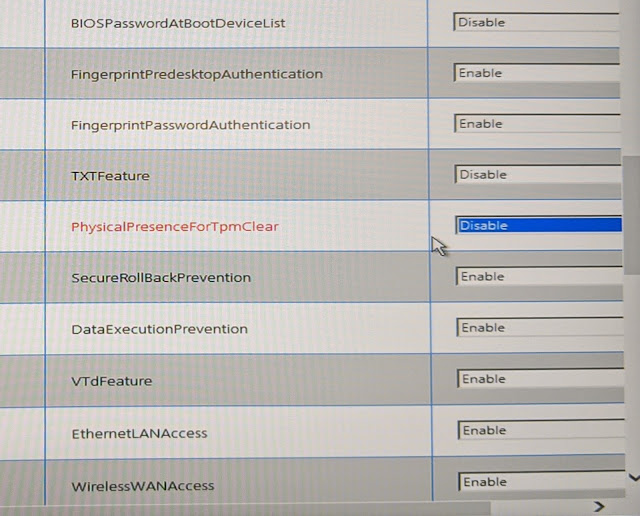 BIOSPasswordAtBootDeviceList Disable
FingerprintPredesktopAuthentication Enable
FingerprintPasswordAuthentication Enable
TXTFeature Disable
PhysicalPresenceForTpmClear Disable
SecureRollBackPrevention Enable
DataExecutionPrevention Enable
VTdFeature Enable
EthernetLANAccess Enable
WirelessWANAccess Enable